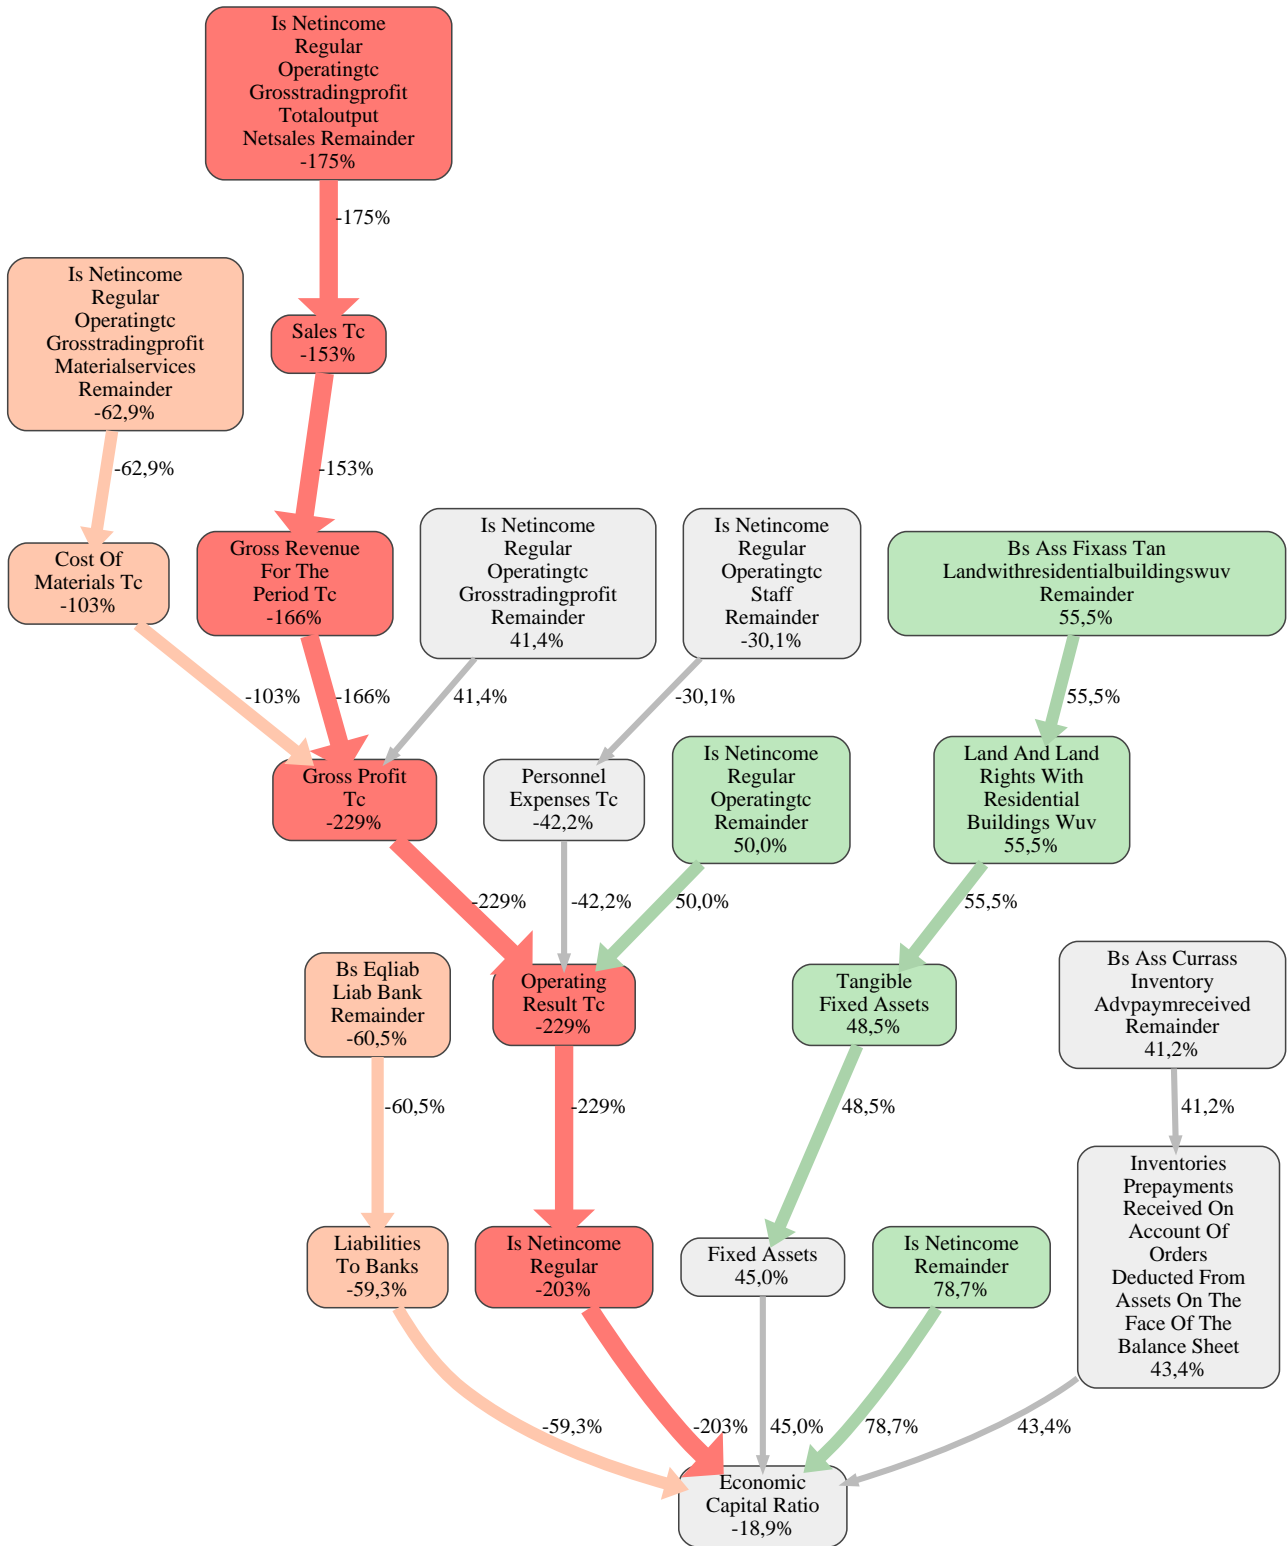 Is Netincome
Regular
Operatingtc
Grosstradingprofit
Totaloutput
Netsales Remainder
-175%
-175%
Is Netincome
Regular
Operatingtc
Grosstradingprofit
Materialservices
Remainder
-62,9%
Sales Tc
-153%
-62,9%
-153%
Cost Of
Materials Tc
-103%
Gross Revenue
For The
Period Tc
-166%
Is Netincome
Regular
Operatingtc
Grosstradingprofit
Remainder
41,4%
Is Netincome
Regular
Operatingtc
Staff
Remainder
-30,1%
Bs Ass Fixass Tan
Landwithresidentialbuildingswuv
Remainder
55,5%
-103%
-166%
41,4%
-30,1%
55,5%
Gross Profit
Tc
-229%
Personnel
Expenses Tc
-42,2%
Is Netincome
Regular
Operatingtc
Remainder
50,0%
Land And Land
Rights With
Residential
Buildings Wuv
55,5%
-229%
-42,2%
50,0%
55,5%
Bs Eqliab
Liab Bank
Remainder
-60,5%
Operating
Result Tc
-229%
Tangible
Fixed Assets
48,5%
Bs Ass Currass
Inventory
Advpaymreceived
Remainder
41,2%
-60,5%
-229%
48,5%
41,2%
Liabilities
To Banks
-59,3%
Is Netincome
Regular
-203%
Fixed Assets
45,0%
Is Netincome
Remainder
78,7%
Inventories
Prepayments
Received On
Account Of
Orders
Deducted From
Assets On The
Face Of The
Balance Sheet
43,4%
-59,3%
-203%
45,0%
78,7%
43,4%
Economic
Capital Ratio
-18,9%